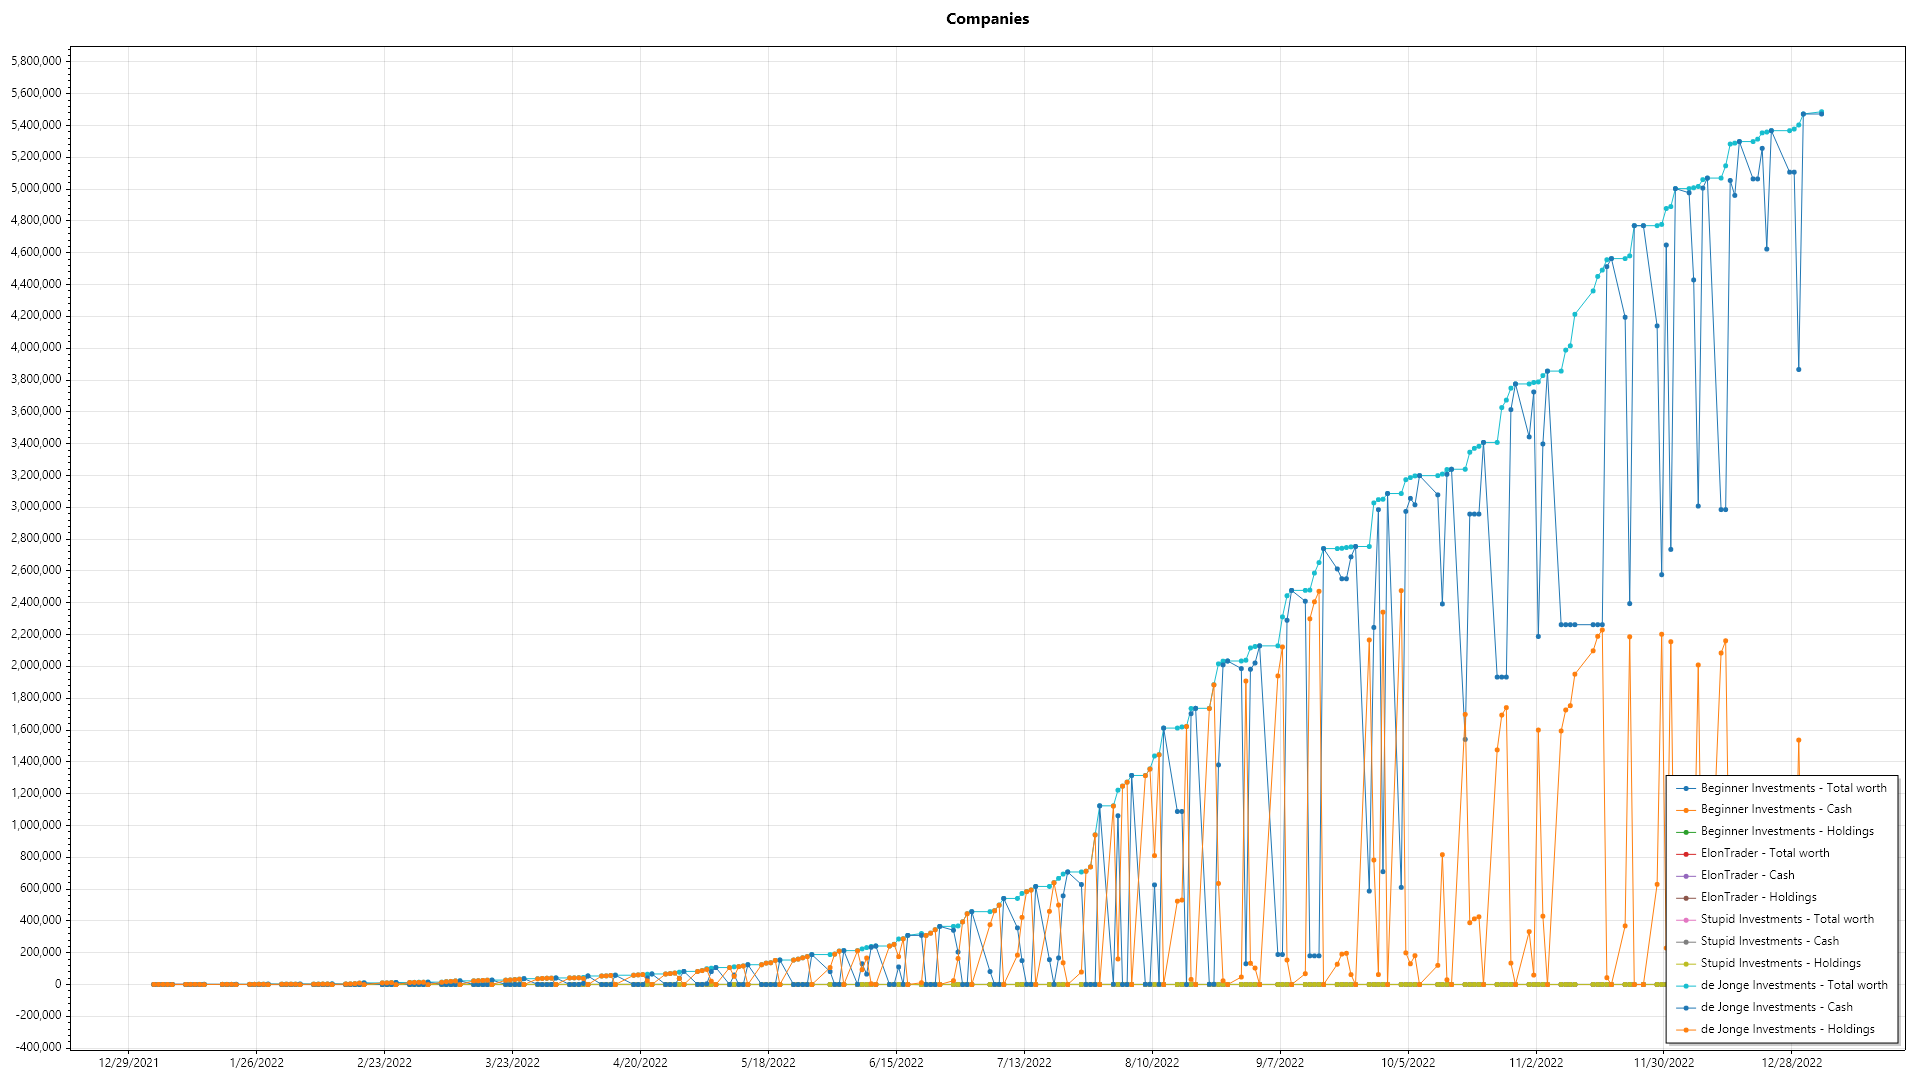 Companies
5,800,000
5,600,000
5,400,000
5,200,000
5,000,000
4,800,000
4,600,000
4,400,000
4,200,000
4,000,000
3,800,000
3,600,000
3,400,000
3,200,000
3,000,000
2,800,000
2,600,000
2,400,000
2,200,000
2,000,000
1,800,000
1,600,000
1,400,000
1,200,000
1,000,000
800,000
600,000
400,000
200,000
0
-200,000
-400,000
Beginner Investments - Total worth
Beginner Investments - Cash
Beginner Investments - Holdings
ElonTrader - Total worth
ElonTrader - Cash
ElonTrader - Holdings
Stupid Investments - Total worth
Stupid Investments - Cash
Stupid Investments - Holdings
de Jonge Investments - Total worth
de Jonge Investments - Cash
de Jonge Investments - Holdings
12/29/2021 1/26/2022 2/23/2022 3/23/2022 4/20/2022 5/18/2022 6/15/2022 7/13/2022 8/10/2022 9/7/2022 10/5/2022 11/2/2022 11/30/2022 12/28/2022